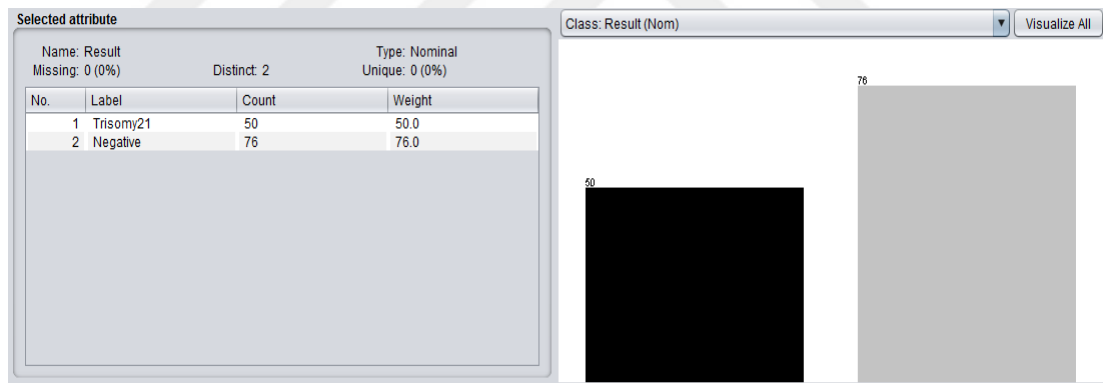 Selected attribute
Name: Result Type: Nominal
Missing: 0 (0%) Distinct: 2 Unique: 0 (0%)
No. Label Count Weight
1 Trisomy21 50 50.0
2 Negative 76 76.0
Class: Result (Nom) Visualize All
76
50